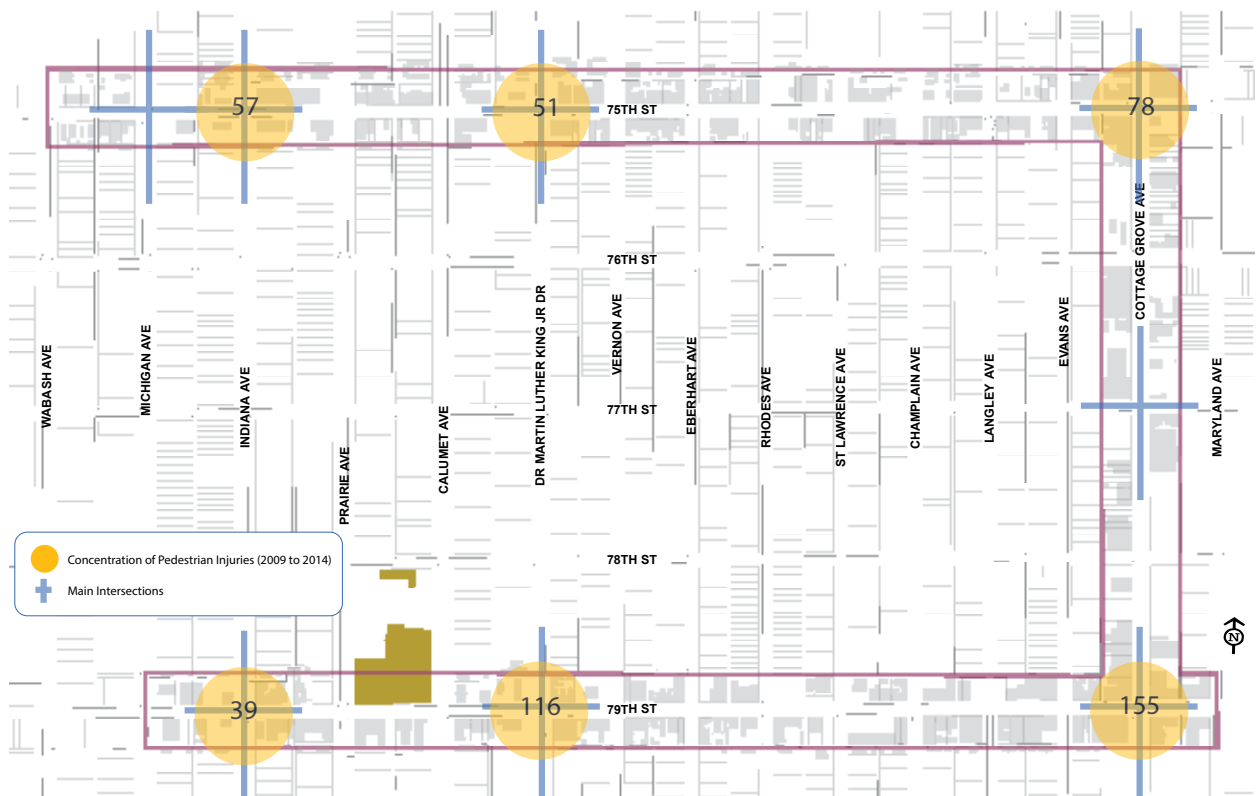 57
51
78
75TH ST
COTTAGE GROVE AVE
76TH ST
WABASH AVE
MICHIGAN AVE
INDIANA AVE
PRAIRIE AVE
CALUMET AVE
DR MARTIN LUTHER KING JR DR
VERNON AVE
EBERHART AVE
RHODES AVE
ST LAWRENCE AVE
CHAMPLAIN AVE
LANGLEY AVE
EVANS AVE
MARYLAND AVE
77TH ST
78TH ST
Concentration of Pedestrian Injuries (2009 to 2014)
Main Intersections
N
39
116
79TH ST
155